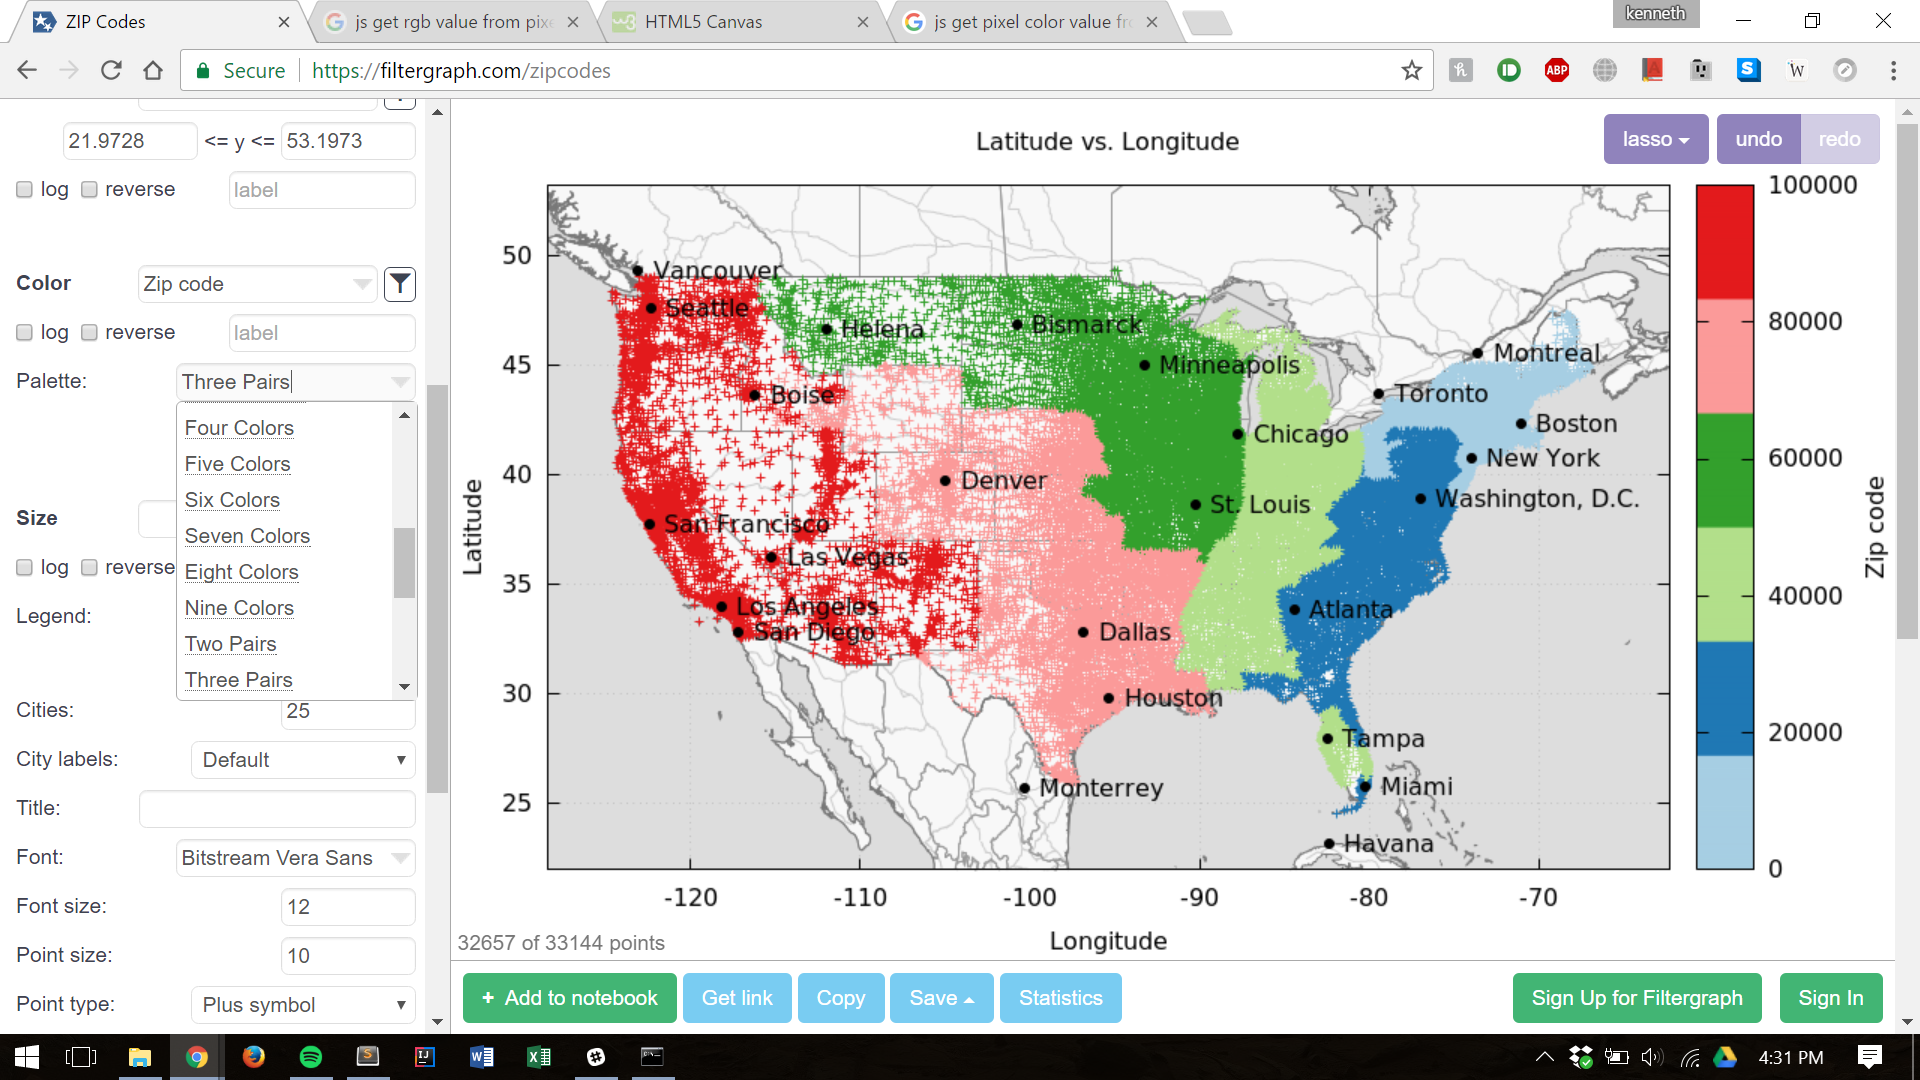 ZIP Codes
js get rgb value from pixe
HTML5 Canvas
js get pixel color value fr
kenneth
Secure
https://filtergraph.com/zipcodes
21.9728 <= y <= 53.1973
log reverse label
Color Zip code
log reverse label
Palette: Three Pairs
Four Colors
Five Colors
Six Colors
Seven Colors
Eight Colors
Nine Colors
Two Pairs
Three Pairs
Size
log reverse
Legend:
Cities: 25
City labels: Default
Title:
Font: Bitstream Vera Sans
Font size: 12
Point size: 10
Point type: Plus symbol
Latitude vs. Longitude
lasso undo redo
Latitude
50
45
40
35
30
25
-120 -110 -100 -90 -80 -70
Longitude
Vancouver
Seattle
Helena
Bismarck
Minneapolis
Montreal
Boise
Toronto
Boston
Chicago
New York
Denver
Washington, D.C.
St. Louis
San Francisco
Las Vegas
Los Angeles
Atlanta
San Diego
Dallas
Houston
Tampa
Monterrey
Miami
Havana
100000
80000
60000
40000
20000
0
Zip code
32657 of 33144 points
+ Add to notebook Get link Copy Save Statistics Sign Up for Filtergraph Sign In
4:31 PM